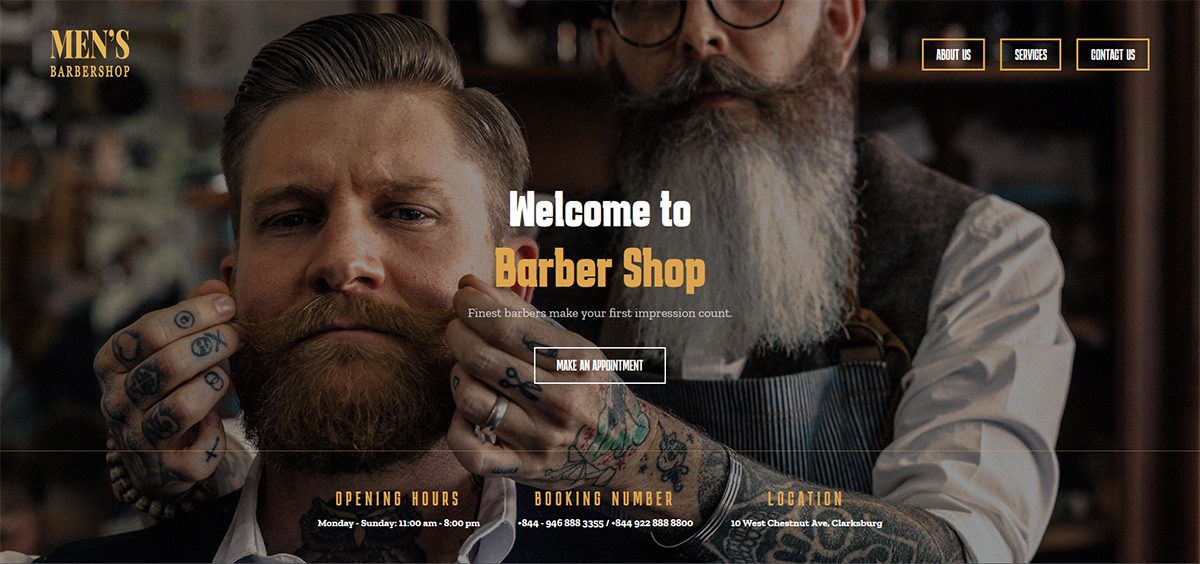 MEN'S
BARBERSHOP
ABOUT US
SERVICES
CONTACT US
Welcome to
Barber Shop
Finest barbers make your first impression count.
MAKE AN APPOINTMENT
OPENING HOURS
Monday - Sunday: 11:00 am - 8:00 pm
BOOKING NUMBER
+844 - 946 888 3355 / +844 922 888 8800
LOCATION
10 West Chestnut Ave, Clarksburg